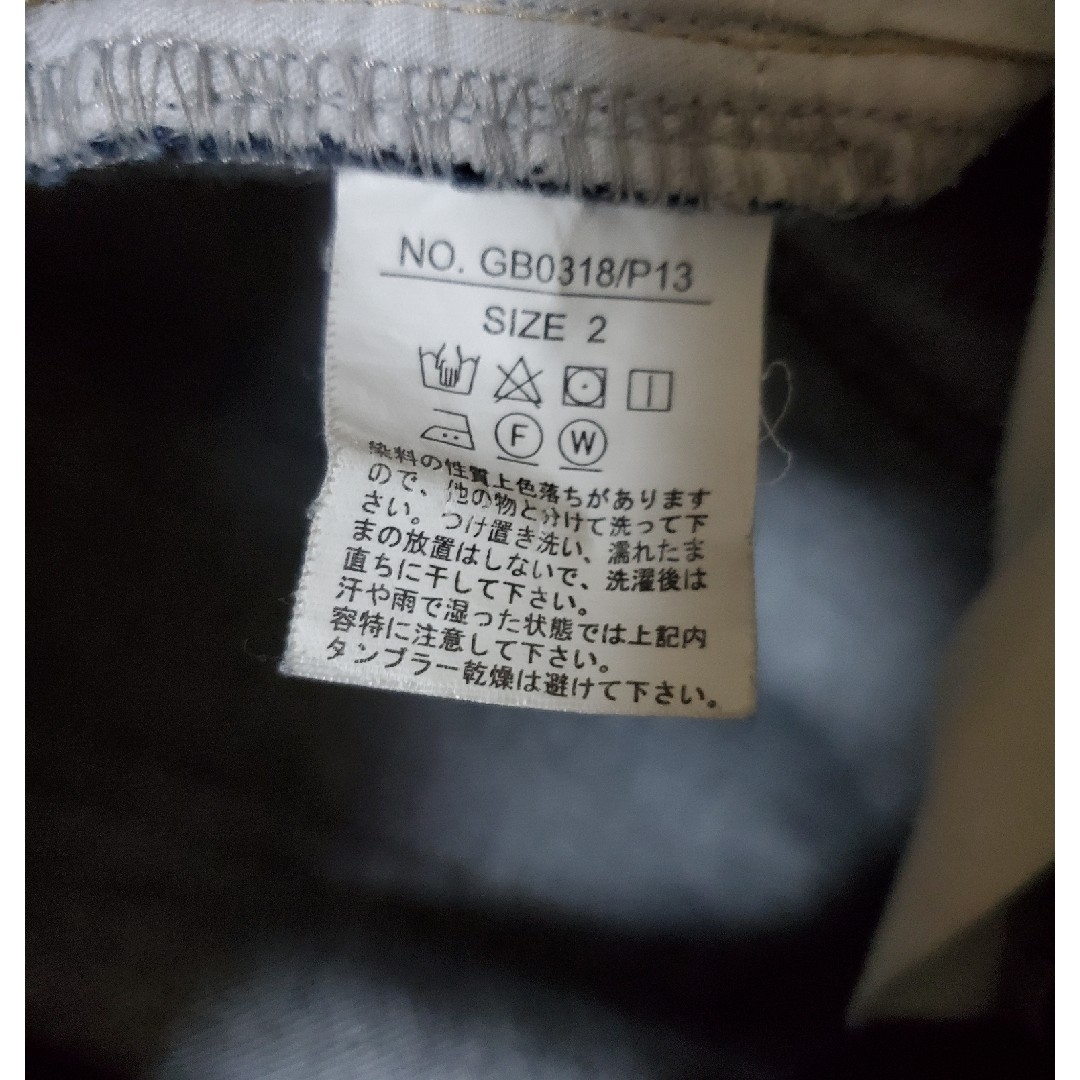 NO. GB0318/P13
SIZE 2
F W
染料の性質上色落ちがあります
ので、他の物と分けて洗って下
さい。つけ置き洗い、濡れたま
まの放置はしないで、洗濯後は
直ちに干して下さい。
汗や雨で湿った状態では上記内
容特に注意して下さい。
タンブラー乾燥は避けて下さい。